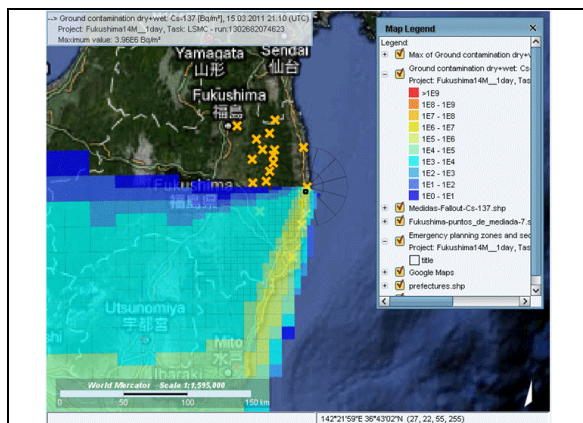 --> Ground contamination dry+wet: Cs-137 [Bq/m²], 15.03.2011 21.10 (UTC)
Project: Fukushima14M__1day, Task: LSMC - run:1302682074623
Maximum value: 3.96E6 Bq/m²
Yamagata
山形
Sendai
仙台
Fukushima
福島
Fukushima
福島県
Utsunomiya
宇都宮
Mito
水戸
Ibaraki
World Mercator - Scale 1:1,595,000
0 50 100 150 km
Map Legend
Legend:
Max of Ground contamination dry+v
Ground contamination dry+wet: Cs-
Project: Fukushima14M__1day, Task
>1E9
1E8 - 1E9
1E7 - 1E8
1E6 - 1E7
1E5 - 1E6
1E4 - 1E5
1E3 - 1E4
1E2 - 1E3
1E1 - 1E2
1E0 - 1E1
Medidas-Fallout-Cs-137.shp
Fukushima-puntos_de_mediada-7.s
Emergency planning zones and sec
Project: Fukushima14M__1day, Tas
title
Google Maps
prefectures.shp
142°21'59"E 36°43'02"N (27, 22, 55, 255)